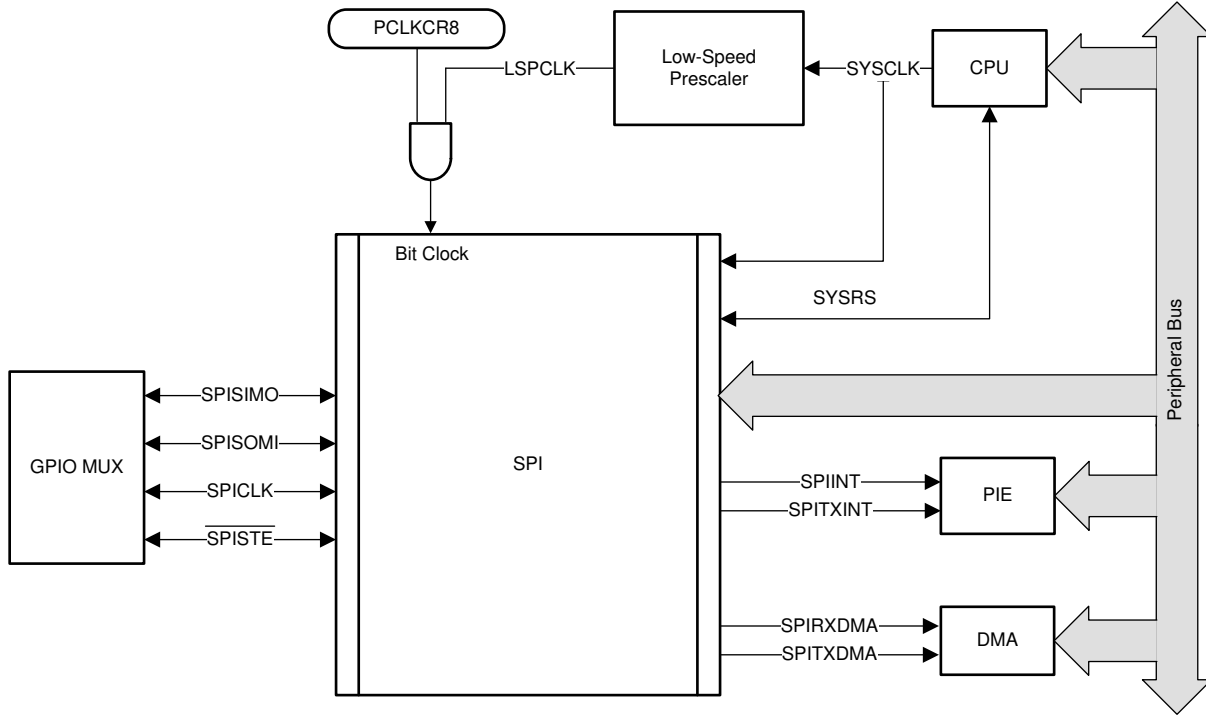 PCLKCR8
LSPCLK
Low-Speed
Prescaler
SYSCLK
CPU
Bit Clock
SYSRS
Peripheral Bus
GPIO MUX
SPISIMO
SPISOMI
SPICLK
SPISTE
SPI
SPIINT
SPITXINT
PIE
SPIRXDMA
SPITXDMA
DMA